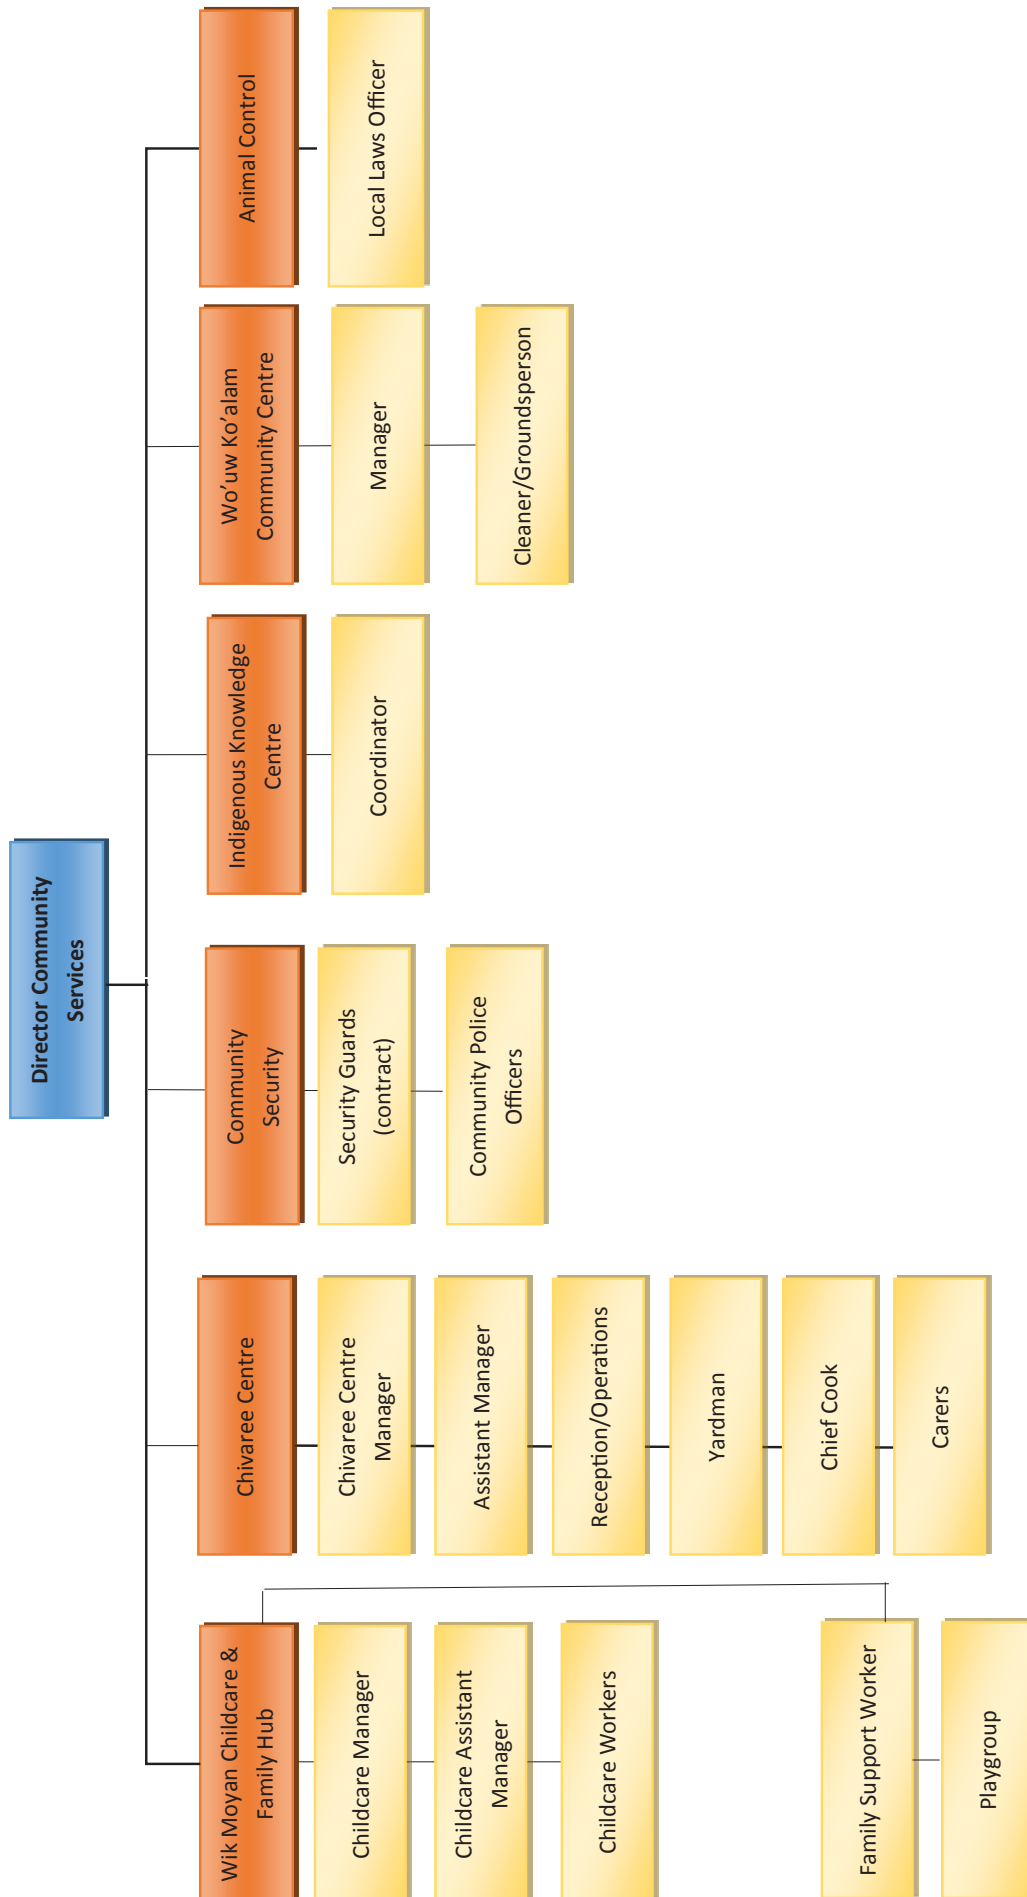 Director Community
Services
Wik Moyan Childcare &
Family Hub
Childcare Manager
Childcare Assistant
Manager
Childcare Workers
Family Support Worker
Playgroup
Chivaree Centre
Chivaree Centre
Manager
Assistant Manager
Reception/Operations
Yardman
Chief Cook
Carers
Community
Security
Security Guards
(contract)
Community Police
Officers
Indigenous Knowledge
Centre
Coordinator
Wo’uw Ko’alam
Community Centre
Manager
Cleaner/Groundsperson
Animal Control
Local Laws Officer